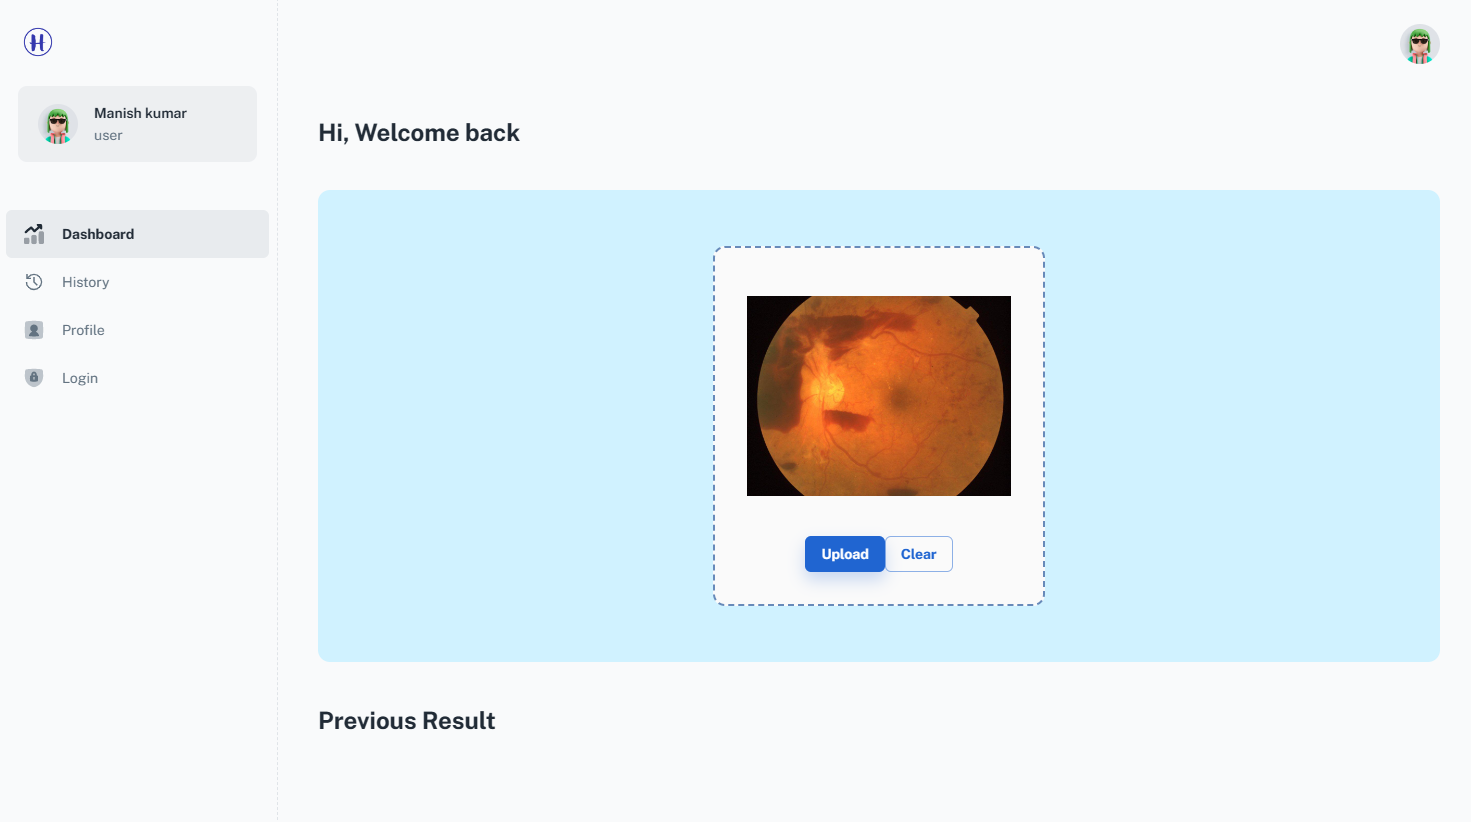 H
Manish kumar
user
Dashboard
History
Profile
Login
Hi, Welcome back
Upload
Clear
Previous Result